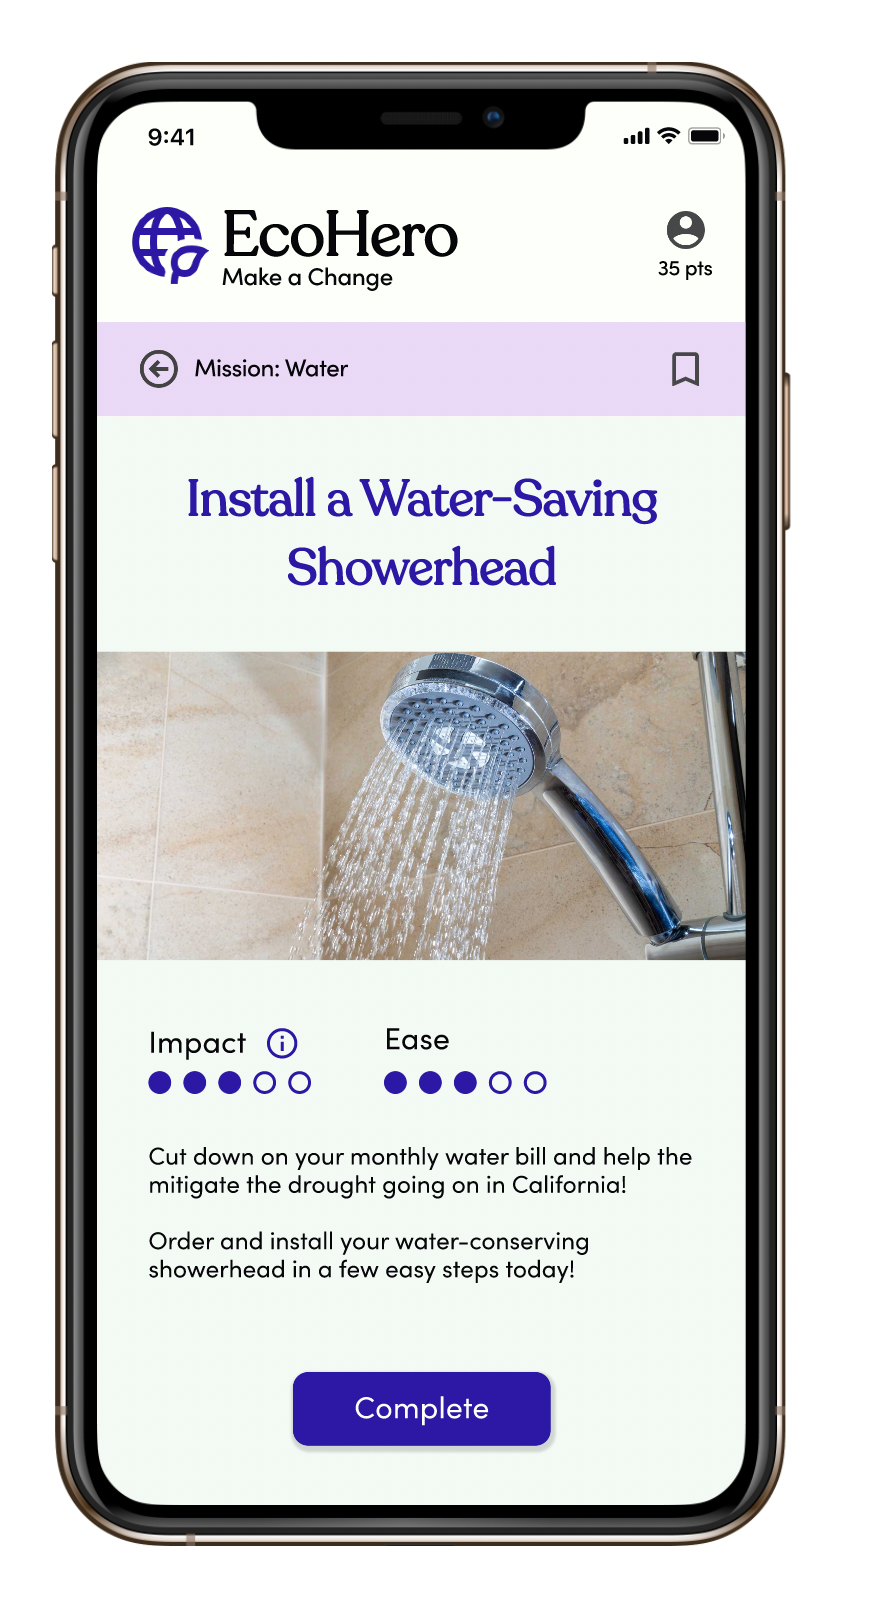 9:41
EcoHero
Make a Change
35 pts
Mission: Water
Install a Water-Saving
Showerhead
Impact
Ease
Cut down on your monthly water bill and help the
mitigate the drought going on in California!
Order and install your water-conserving
showerhead in a few easy steps today!
Complete